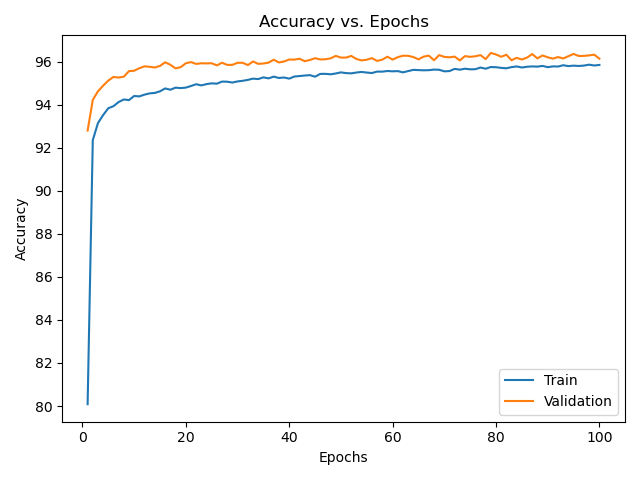 Accuracy vs. Epochs
96
94
92
90
88
86
84
82
80
Accuracy
0 20 40 60 80 100
Epochs
Train
Validation